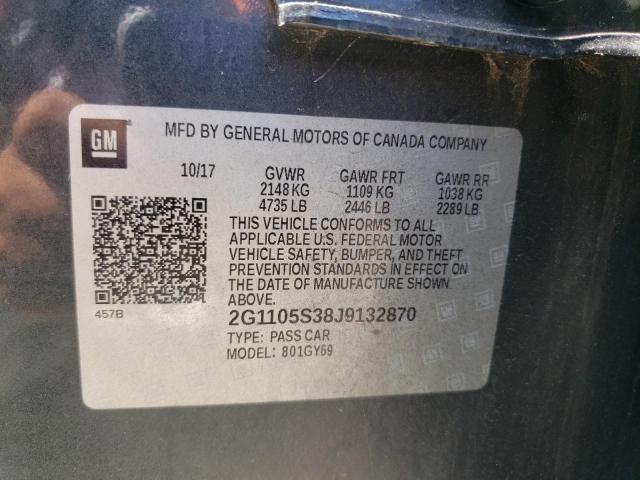 GM
MFD BY GENERAL MOTORS OF CANADA COMPANY
10/17 GVWR GAWR FRT GAWR RR
2148 KG 1109 KG 1038 KG
4735 LB 2446 LB 2289 LB
THIS VEHICLE CONFORMS TO ALL
APPLICABLE U.S. FEDERAL MOTOR
VEHICLE SAFETY, BUMPER, AND THEFT
PREVENTION STANDARDS IN EFFECT ON
THE DATE OF MANUFACTURE SHOWN
ABOVE.
457B
2G1105S38J9132870
TYPE: PASS CAR
MODEL: 801GY69